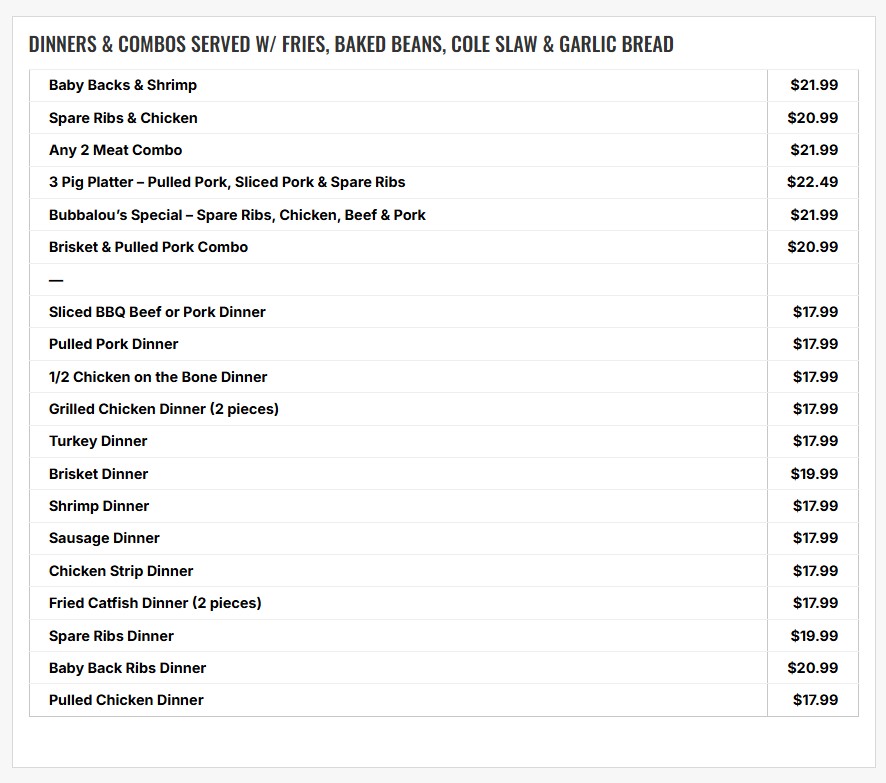 DINNERS & COMBOS SERVED W/ FRIES, BAKED BEANS, COLE SLAW & GARLIC BREAD
Baby Backs & Shrimp $21.99
Spare Ribs & Chicken $20.99
Any 2 Meat Combo $21.99
3 Pig Platter – Pulled Pork, Sliced Pork & Spare Ribs $22.49
Bubbalou’s Special – Spare Ribs, Chicken, Beef & Pork $21.99
Brisket & Pulled Pork Combo $20.99
—
Sliced BBQ Beef or Pork Dinner $17.99
Pulled Pork Dinner $17.99
1/2 Chicken on the Bone Dinner $17.99
Grilled Chicken Dinner (2 pieces) $17.99
Turkey Dinner $17.99
Brisket Dinner $19.99
Shrimp Dinner $17.99
Sausage Dinner $17.99
Chicken Strip Dinner $17.99
Fried Catfish Dinner (2 pieces) $17.99
Spare Ribs Dinner $19.99
Baby Back Ribs Dinner $20.99
Pulled Chicken Dinner $17.99